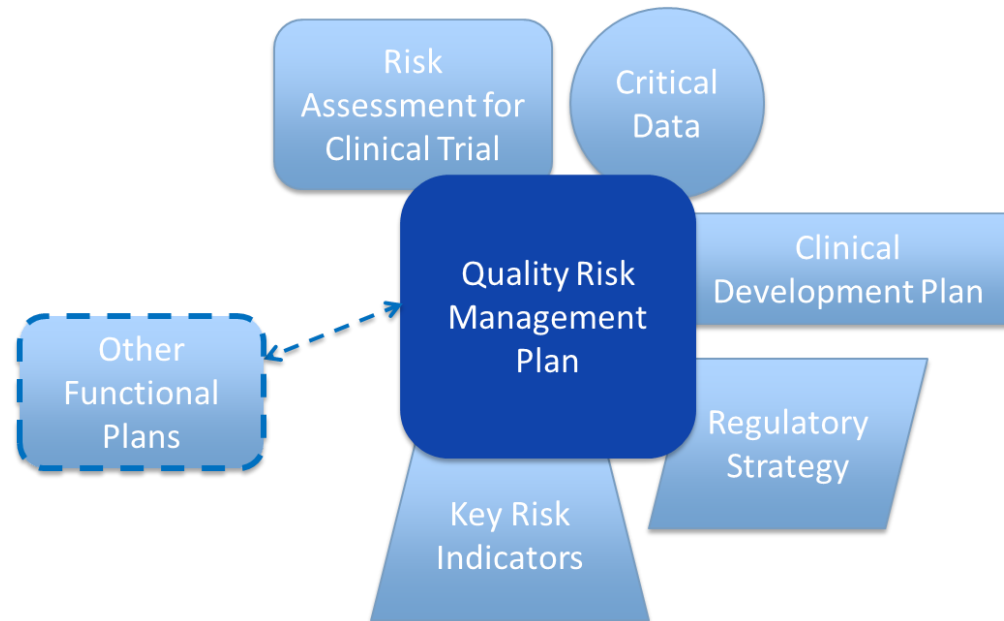 Risk
Assessment for
Clinical Trial
Critical
Data
Quality Risk
Management
Plan
Clinical
Development Plan
Other
Functional
Plans
Regulatory
Strategy
Key Risk
Indicators